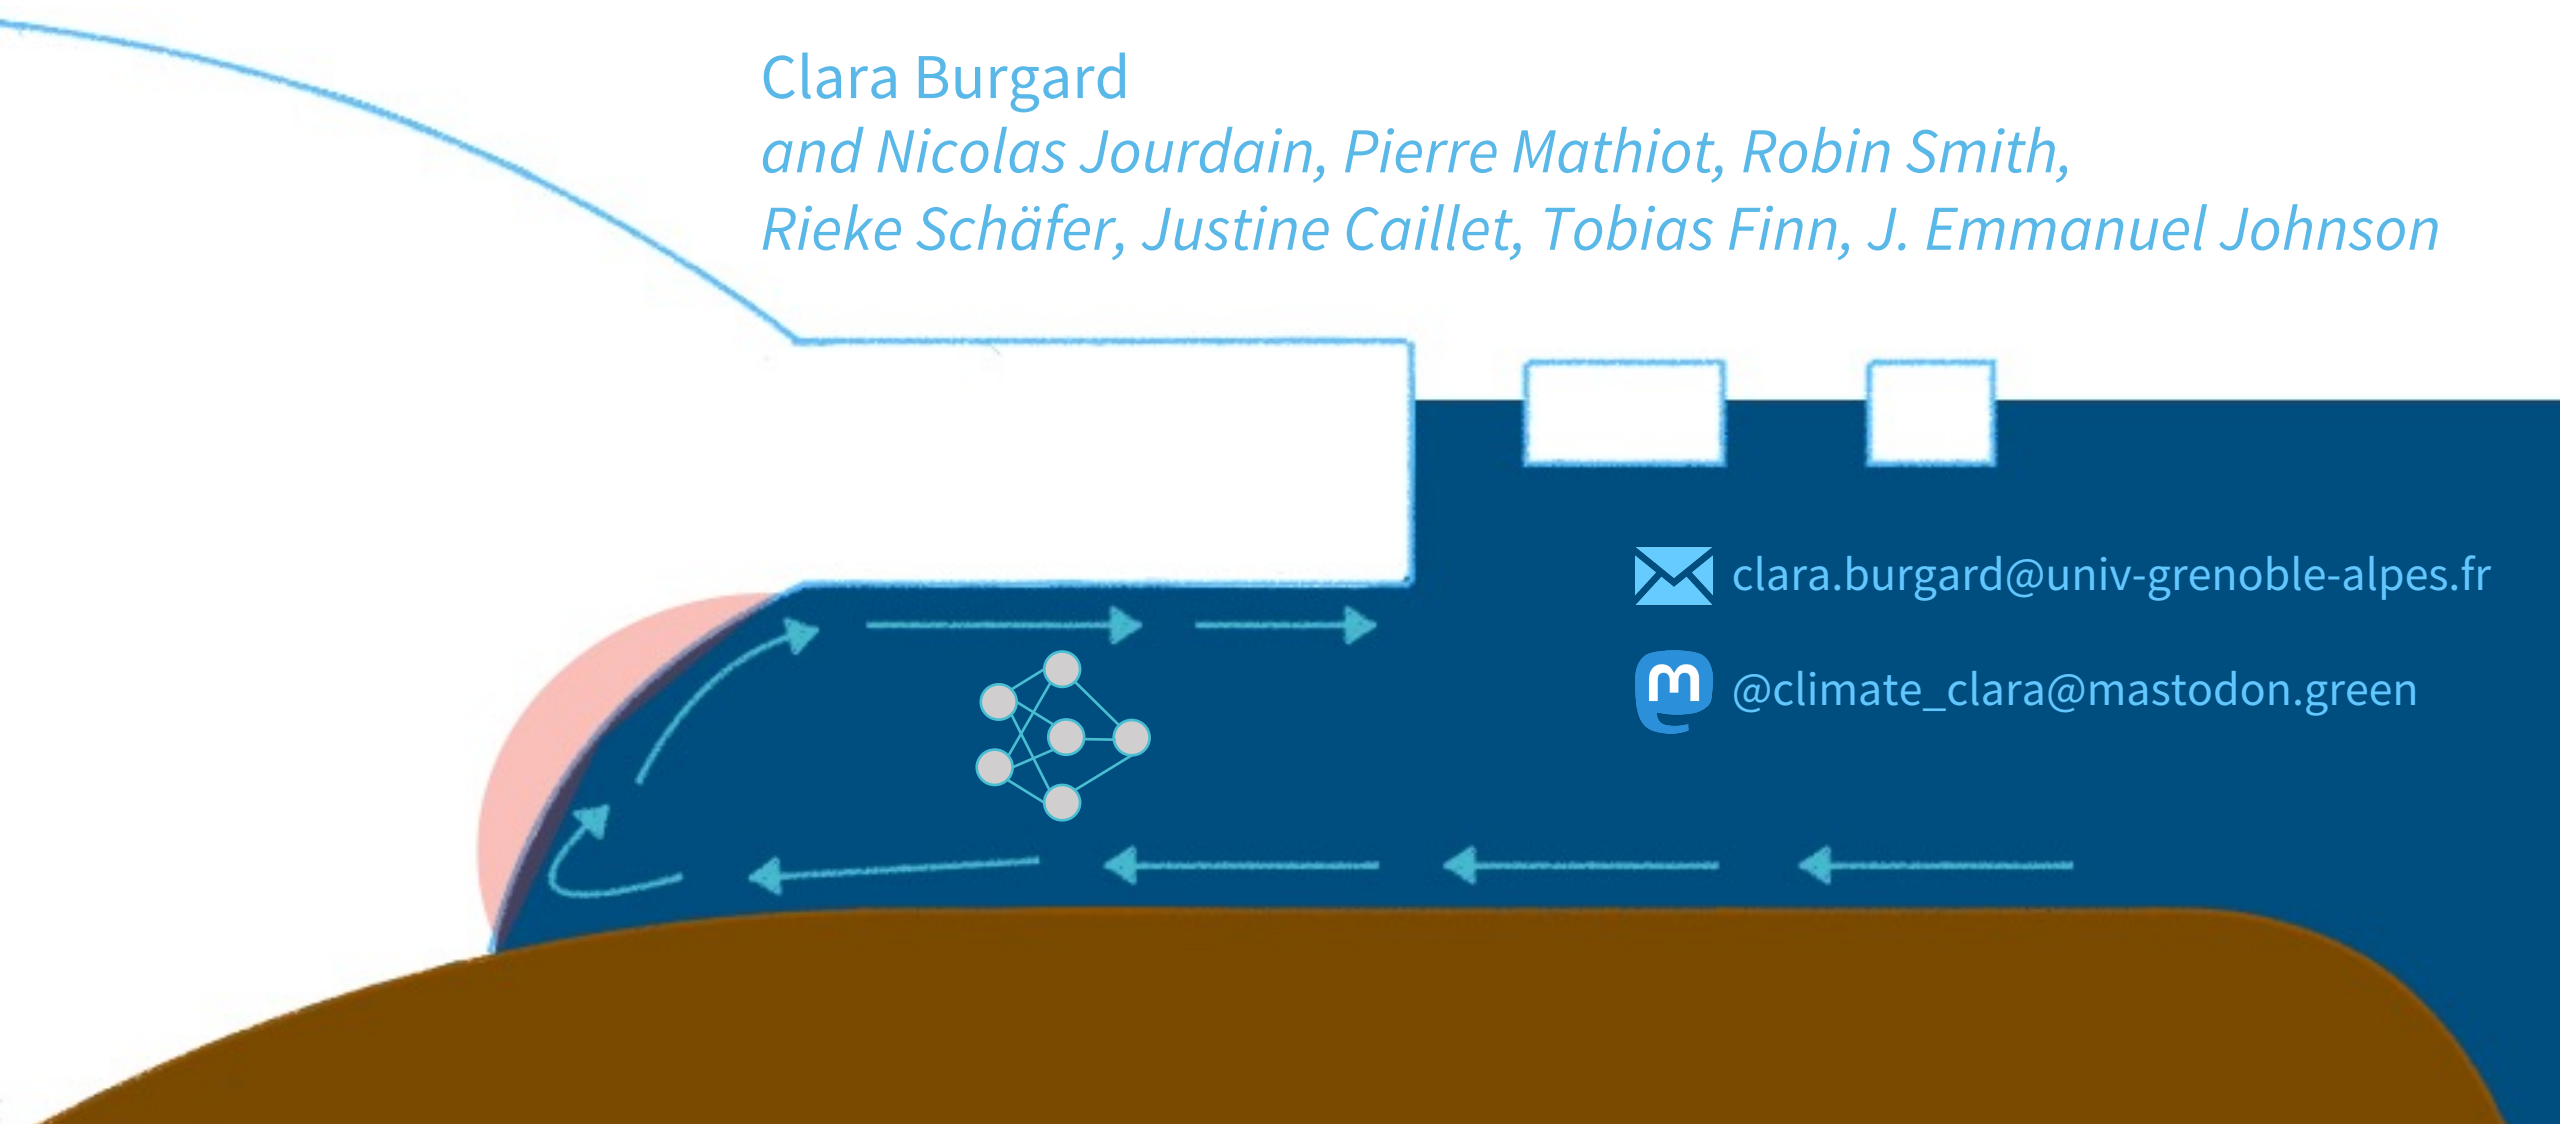 Clara Burgard
and Nicolas Jourdain, Pierre Mathiot, Robin Smith,
Rieke Schäfer, Justine Caillet, Tobias Finn, J. Emmanuel Johnson
clara.burgard@univ-grenoble-alpes.fr
@climate_clara@mastodon.green